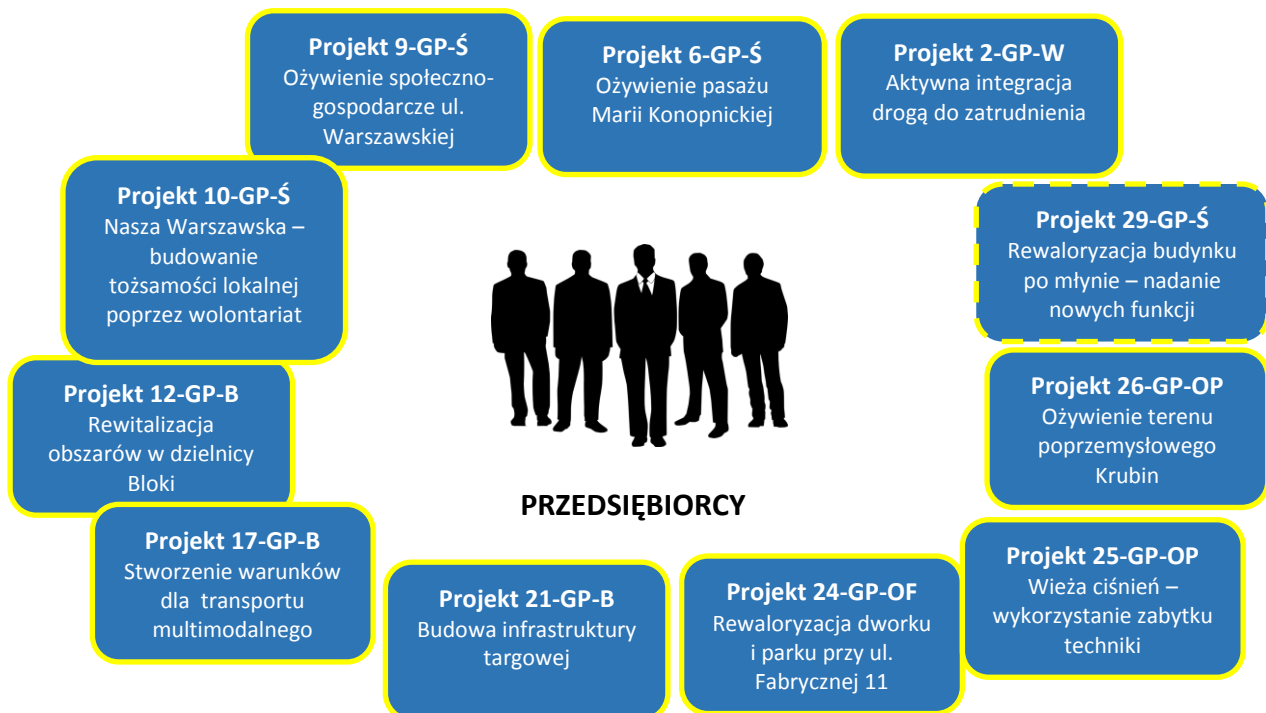 Projekt 9-GP-Ś
Ożywienie społeczno-
gospodarcze ul.
Warszawskiej
Projekt 6-GP-Ś
Ożywienie pasażu
Marii Konopnickiej
Projekt 2-GP-W
Aktywna integracja
drogą do zatrudnienia
Projekt 10-GP-Ś
Nasza Warszawska –
budowanie
tożsamości lokalnej
poprzez wolontariat
Projekt 29-GP-Ś
Rewaloryzacja budynku
po młynie – nadanie
nowych funkcji
Projekt 12-GP-B
Rewitalizacja
obszarów w dzielnicy
Bloki
Projekt 26-GP-OP
Ożywienie terenu
poprzemysłowego
Krubin
PRZEDSIĘBIORCY
Projekt 17-GP-B
Stworzenie warunków
dla transportu
multimodalnego
Projekt 21-GP-B
Budowa infrastruktury
targowej
Projekt 24-GP-OF
Rewaloryzacja dworku
i parku przy ul.
Fabrycznej 11
Projekt 25-GP-OP
Wieża ciśnień –
wykorzystanie zabytku
techniki